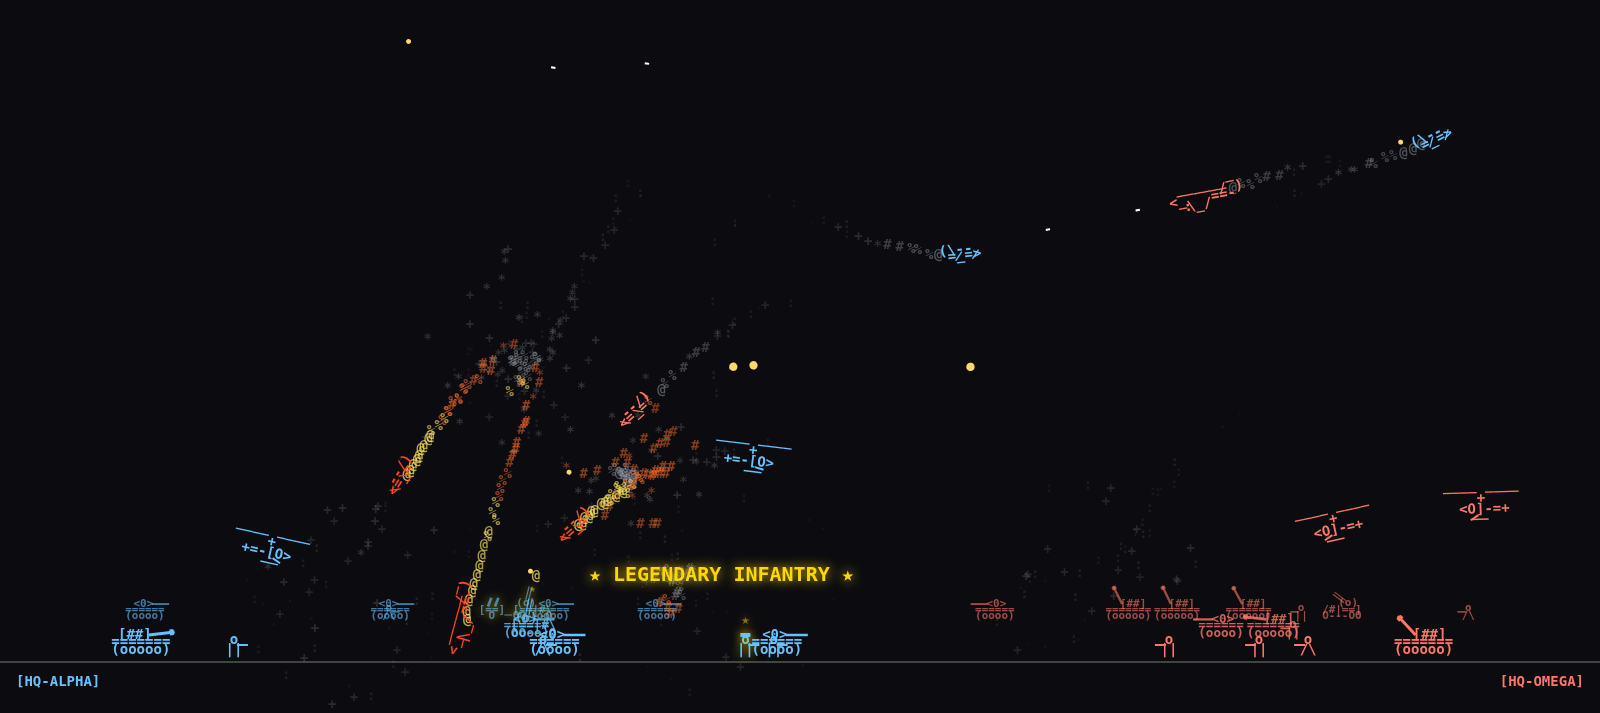 ★ LEGENDARY INFANTRY ★
[HQ-ALPHA]
[HQ-OMEGA]